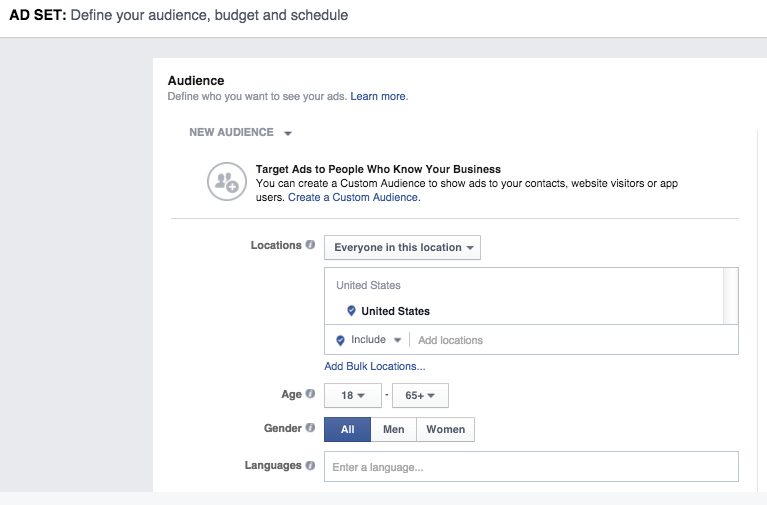 AD SET: Define your audience, budget and schedule
Audience
Define who you want to see your ads. Learn more.
NEW AUDIENCE
Target Ads to People Who Know Your Business
You can create a Custom Audience to show ads to your contacts, website visitors or app
users. Create a Custom Audience.
Locations i Everyone in this location
United States
United States
Include Add locations
Add Bulk Locations...
Age i 18 - 65+
Gender i All Men Women
Languages i Enter a language...